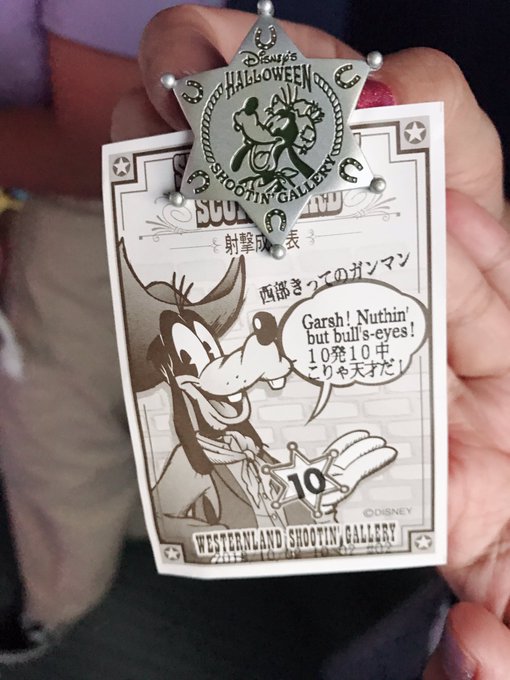 Disney's
HALLOWEEN
SHOOTIN' GALLERY
射撃成
表
西部きってのガンマン
Garsh! Nuthin'
but bull's-eyes!
10発10中
こりゃ天才だ!
10
©DISNEY
WESTERNLAND SHOOTIN' GALLERY